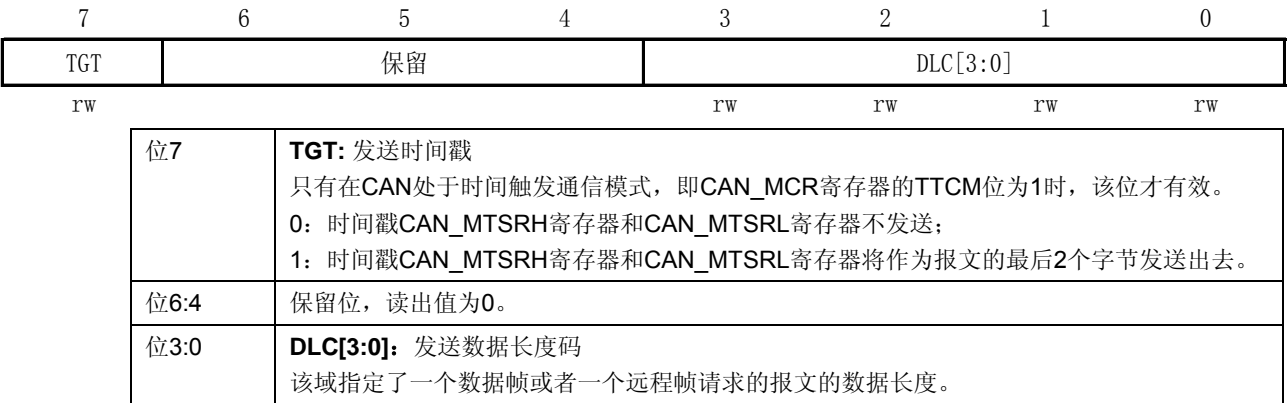 7 6 5 4 3 2 1 0
TGT 保留 DLC[3:0]
rw rw rw rw rw
位7 TGT: 发送时间戳
只有在CAN处于时间触发通信模式，即CAN_MCR寄存器的TTCM位为1时，该位才有效。
0：时间戳CAN_MTSRH寄存器和CAN_MTSRL寄存器不发送；
1：时间戳CAN_MTSRH寄存器和CAN_MTSRL寄存器将作为报文的最后2个字节发送出去。
位6:4 保留位，读出值为0。
位3:0 DLC[3:0]：发送数据长度码
该域指定了一个数据帧或者一个远程帧请求的报文的数据长度。